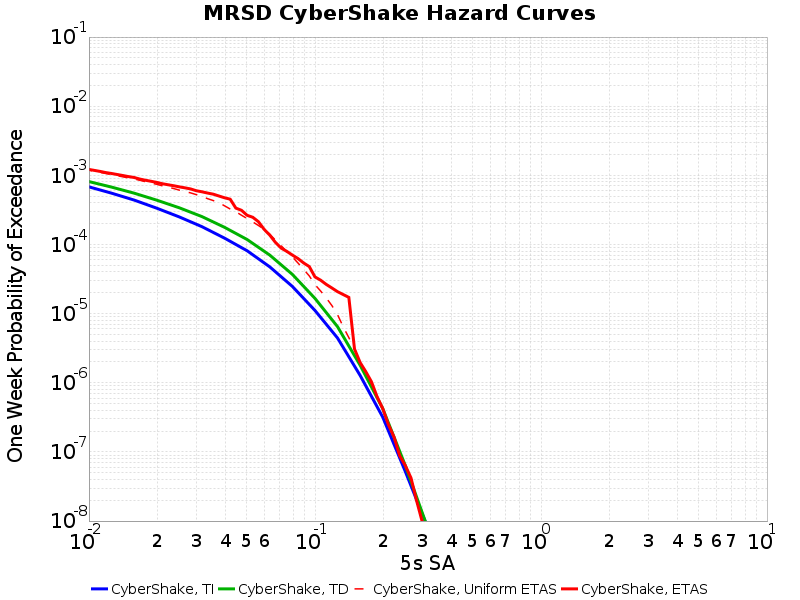 MRSD CyberShake Hazard Curves
One Week Probability of Exceedance
10-1
10-2
10-3
10-4
10-5
10-6
10-7
10-8
10-2 2 3 4 5 6 10-1 2 3 4 5 6 7 100 2 3 4 5 6 7 101
5s SA
CyberShake, TI CyberShake, TD CyberShake, Uniform ETAS CyberShake, ETAS